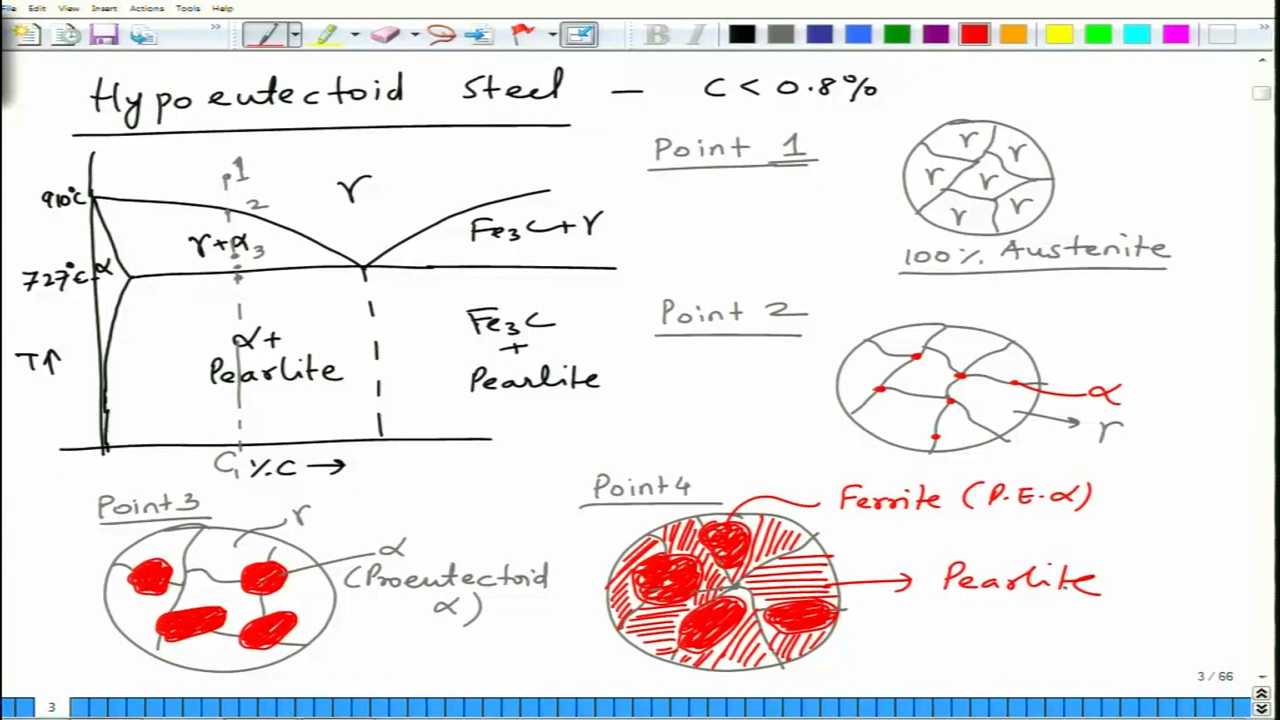 File Edit View Insert Actions Tools Help
Hypoeutectoid Steel – C < 0.8%
Point 1
r r r r r r
100% Austenite
910°C
1
2
r
r+α 3
Fe₃C+r
727°C
α
α+
Pearlite
Fe₃C
+
Pearlite
T↑
C₁ %C →
Point 2
α
r
Point 3
r
α
(Proeutectoid
α)
Point 4
Ferrite (P.E.α)
Pearlite
3 / 66
3